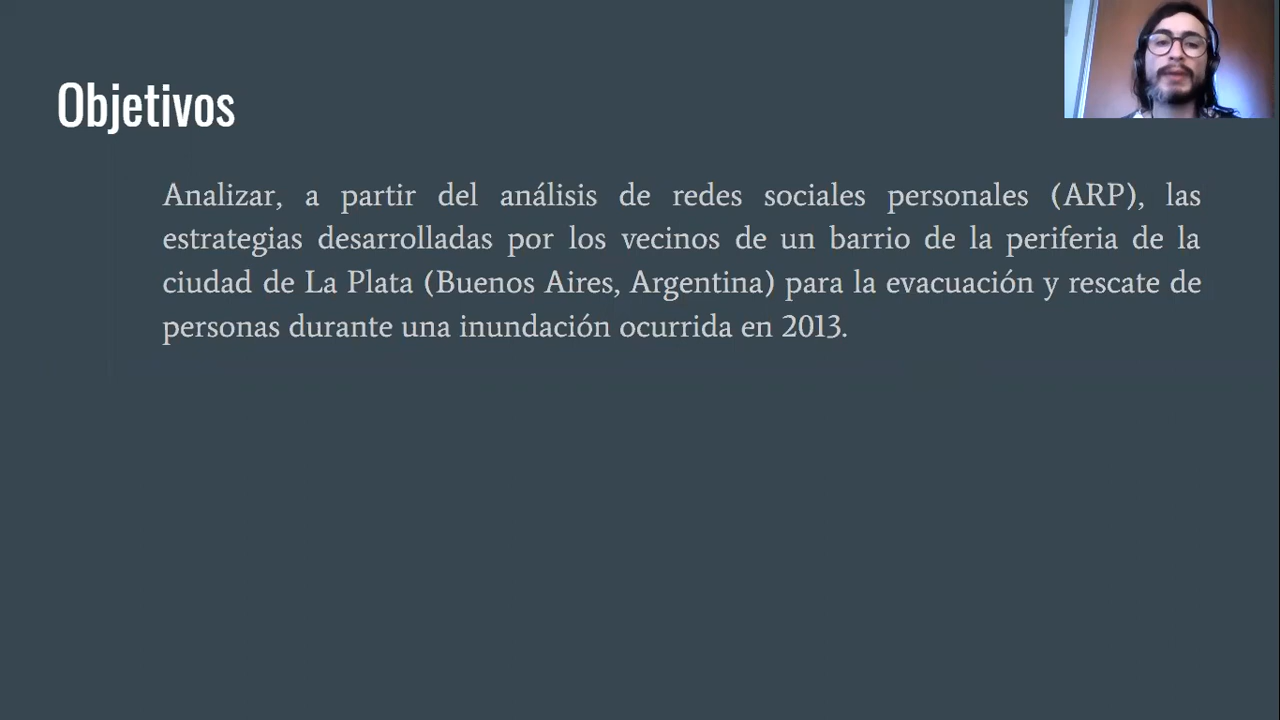 Objetivos
Analizar, a partir del análisis de redes sociales personales (ARP), las
estrategias desarrolladas por los vecinos de un barrio de la periferia de la
ciudad de La Plata (Buenos Aires, Argentina) para la evacuación y rescate de
personas durante una inundación ocurrida en 2013.